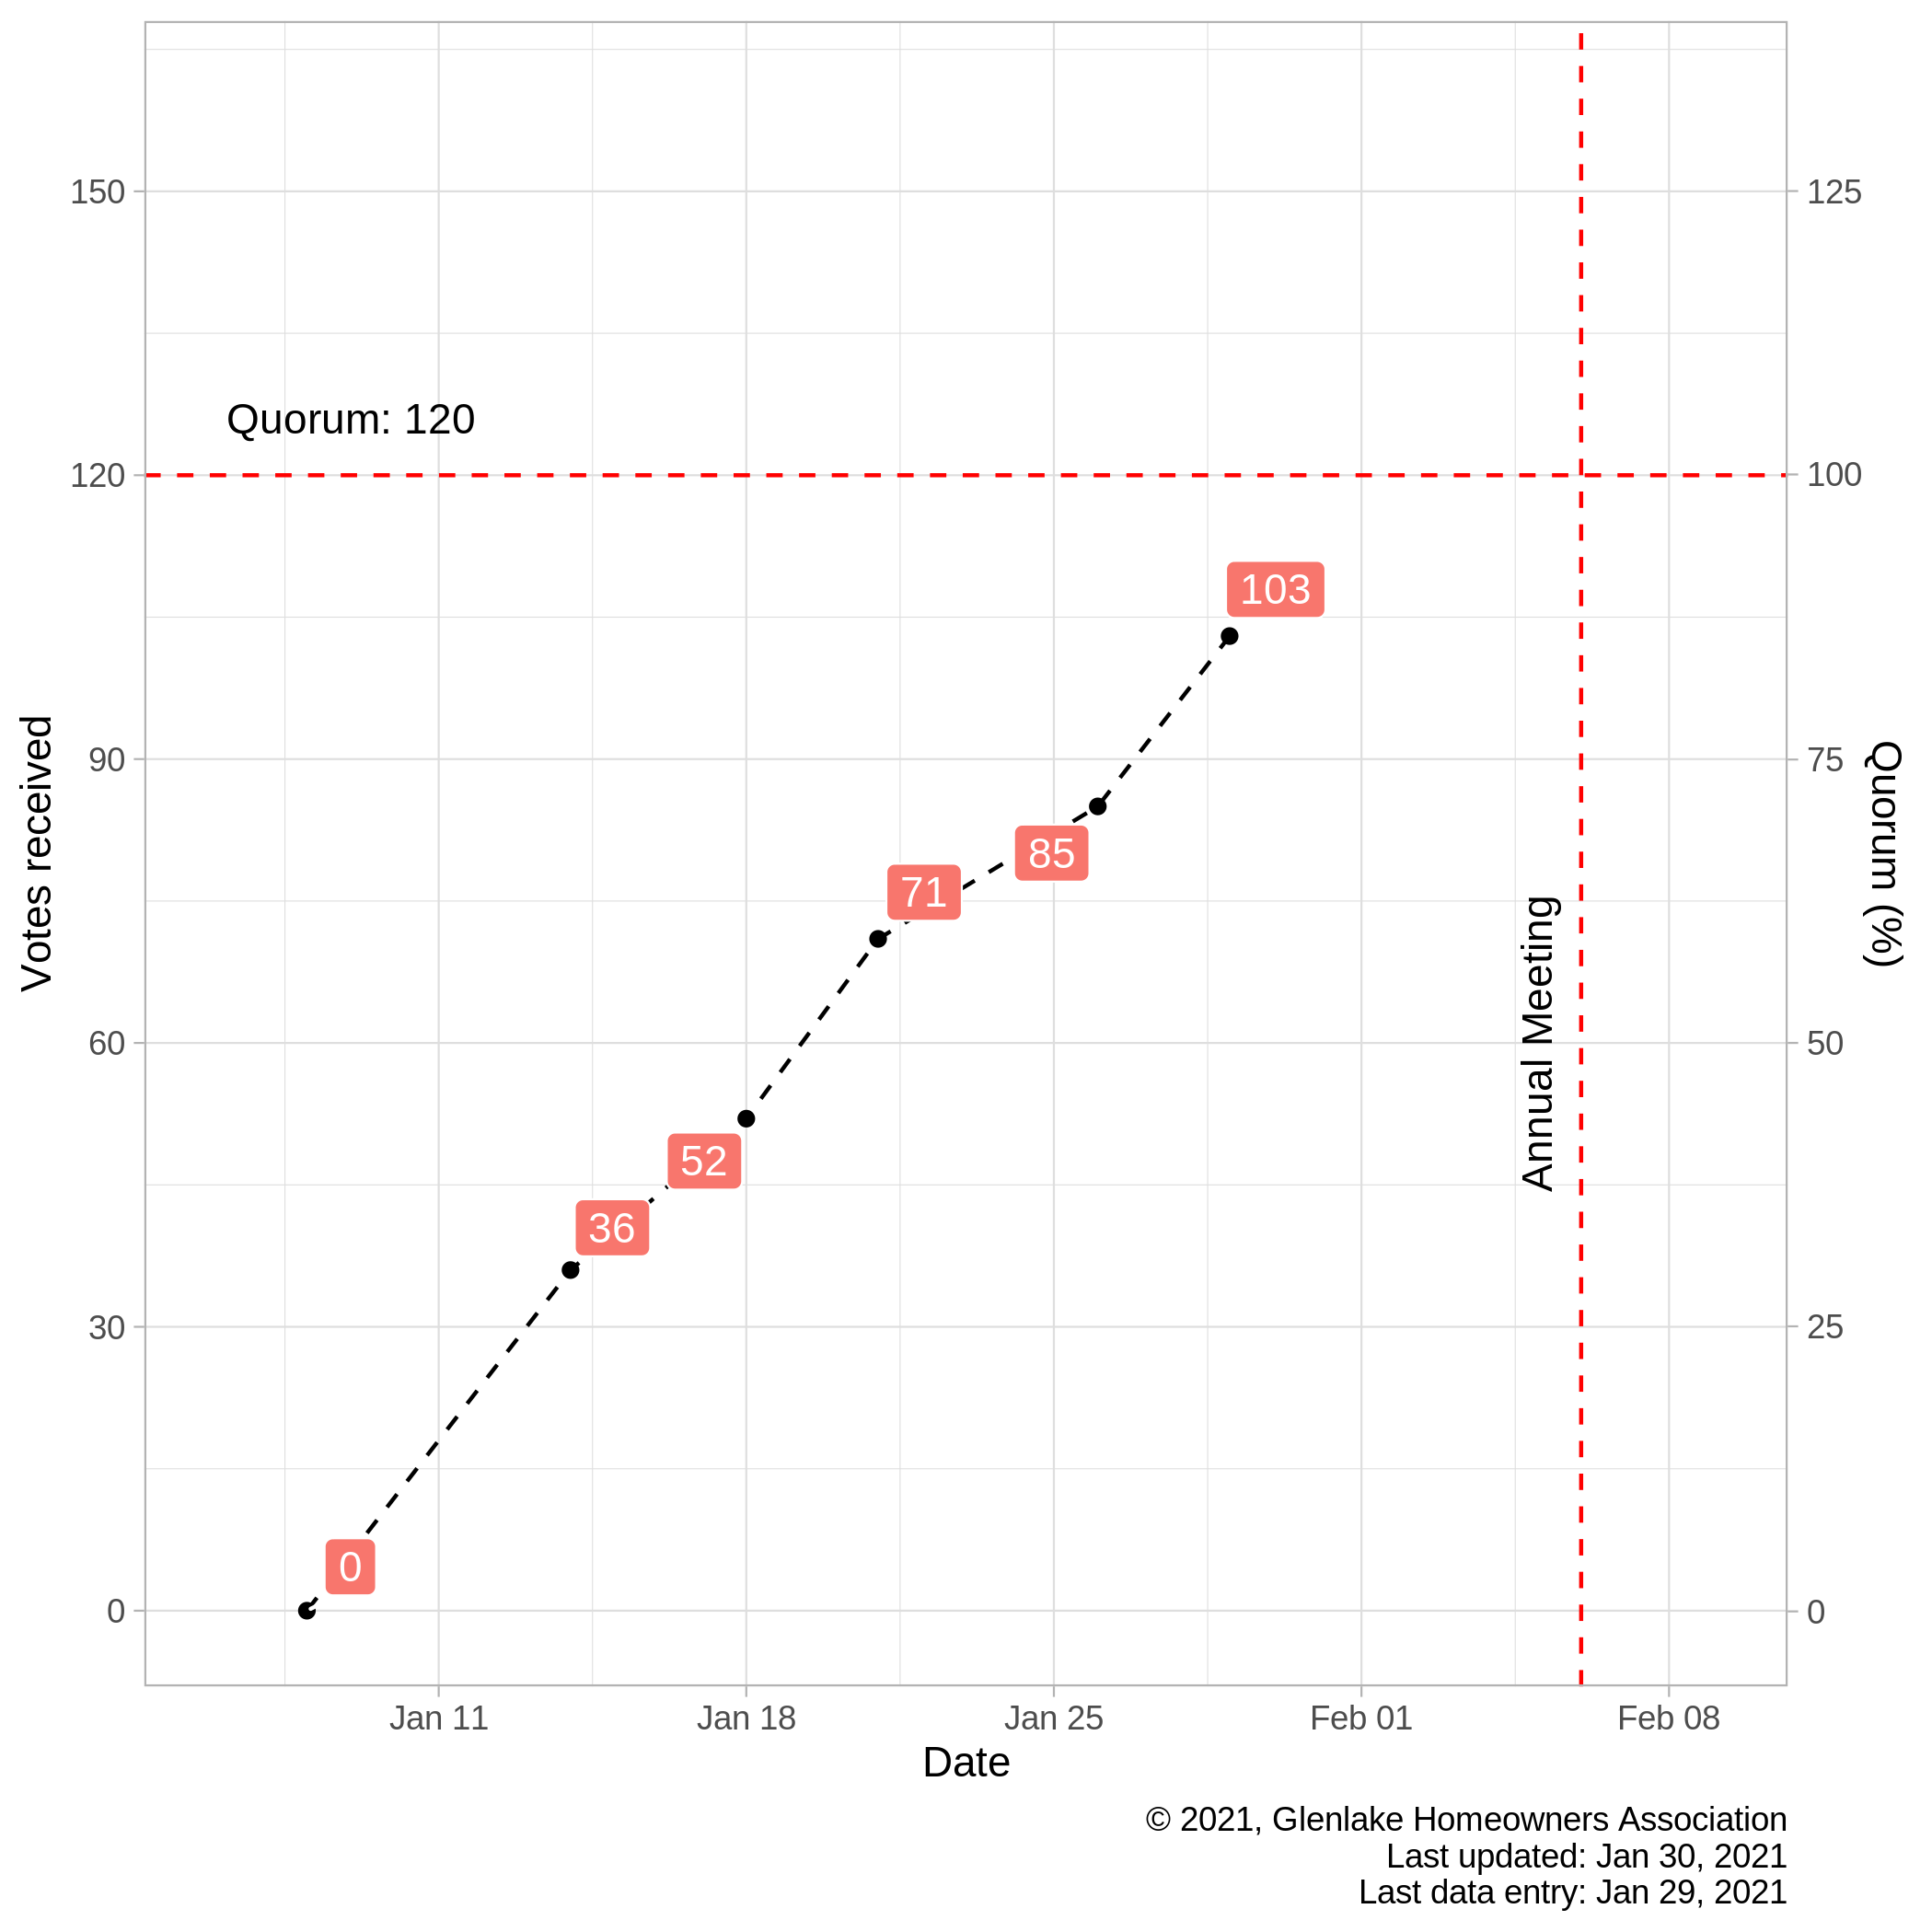 150
125
Quorum: 120
120
100
103
90
75
85
71
Votes received
Quorum (%)
Annual Meeting
60
50
52
36
30
25
0
0
0
Jan 11
Jan 18
Jan 25
Feb 01
Feb 08
Date
© 2021, Glenlake Homeowners Association
Last updated: Jan 30, 2021
Last data entry: Jan 29, 2021